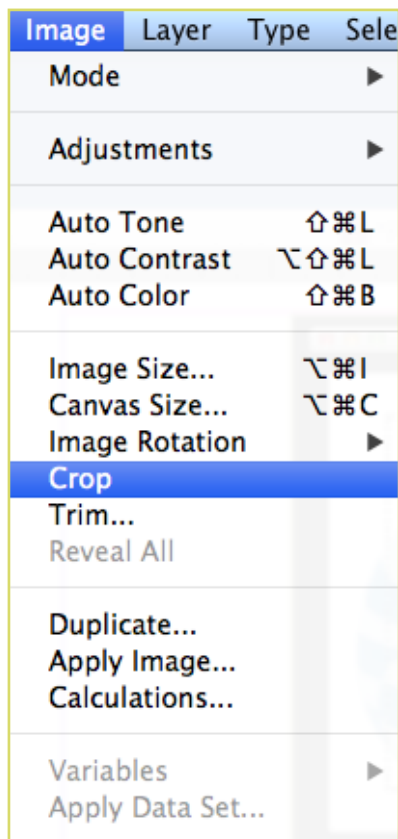 Image Layer Type Sele
Mode ▶
Adjustments ▶
Auto Tone ⇧⌘L
Auto Contrast ⌥⇧⌘L
Auto Color ⇧⌘B
Image Size... ⌥⌘I
Canvas Size... ⌥⌘C
Image Rotation ▶
Crop
Trim...
Reveal All
Duplicate...
Apply Image...
Calculations...
Variables ▶
Apply Data Set...